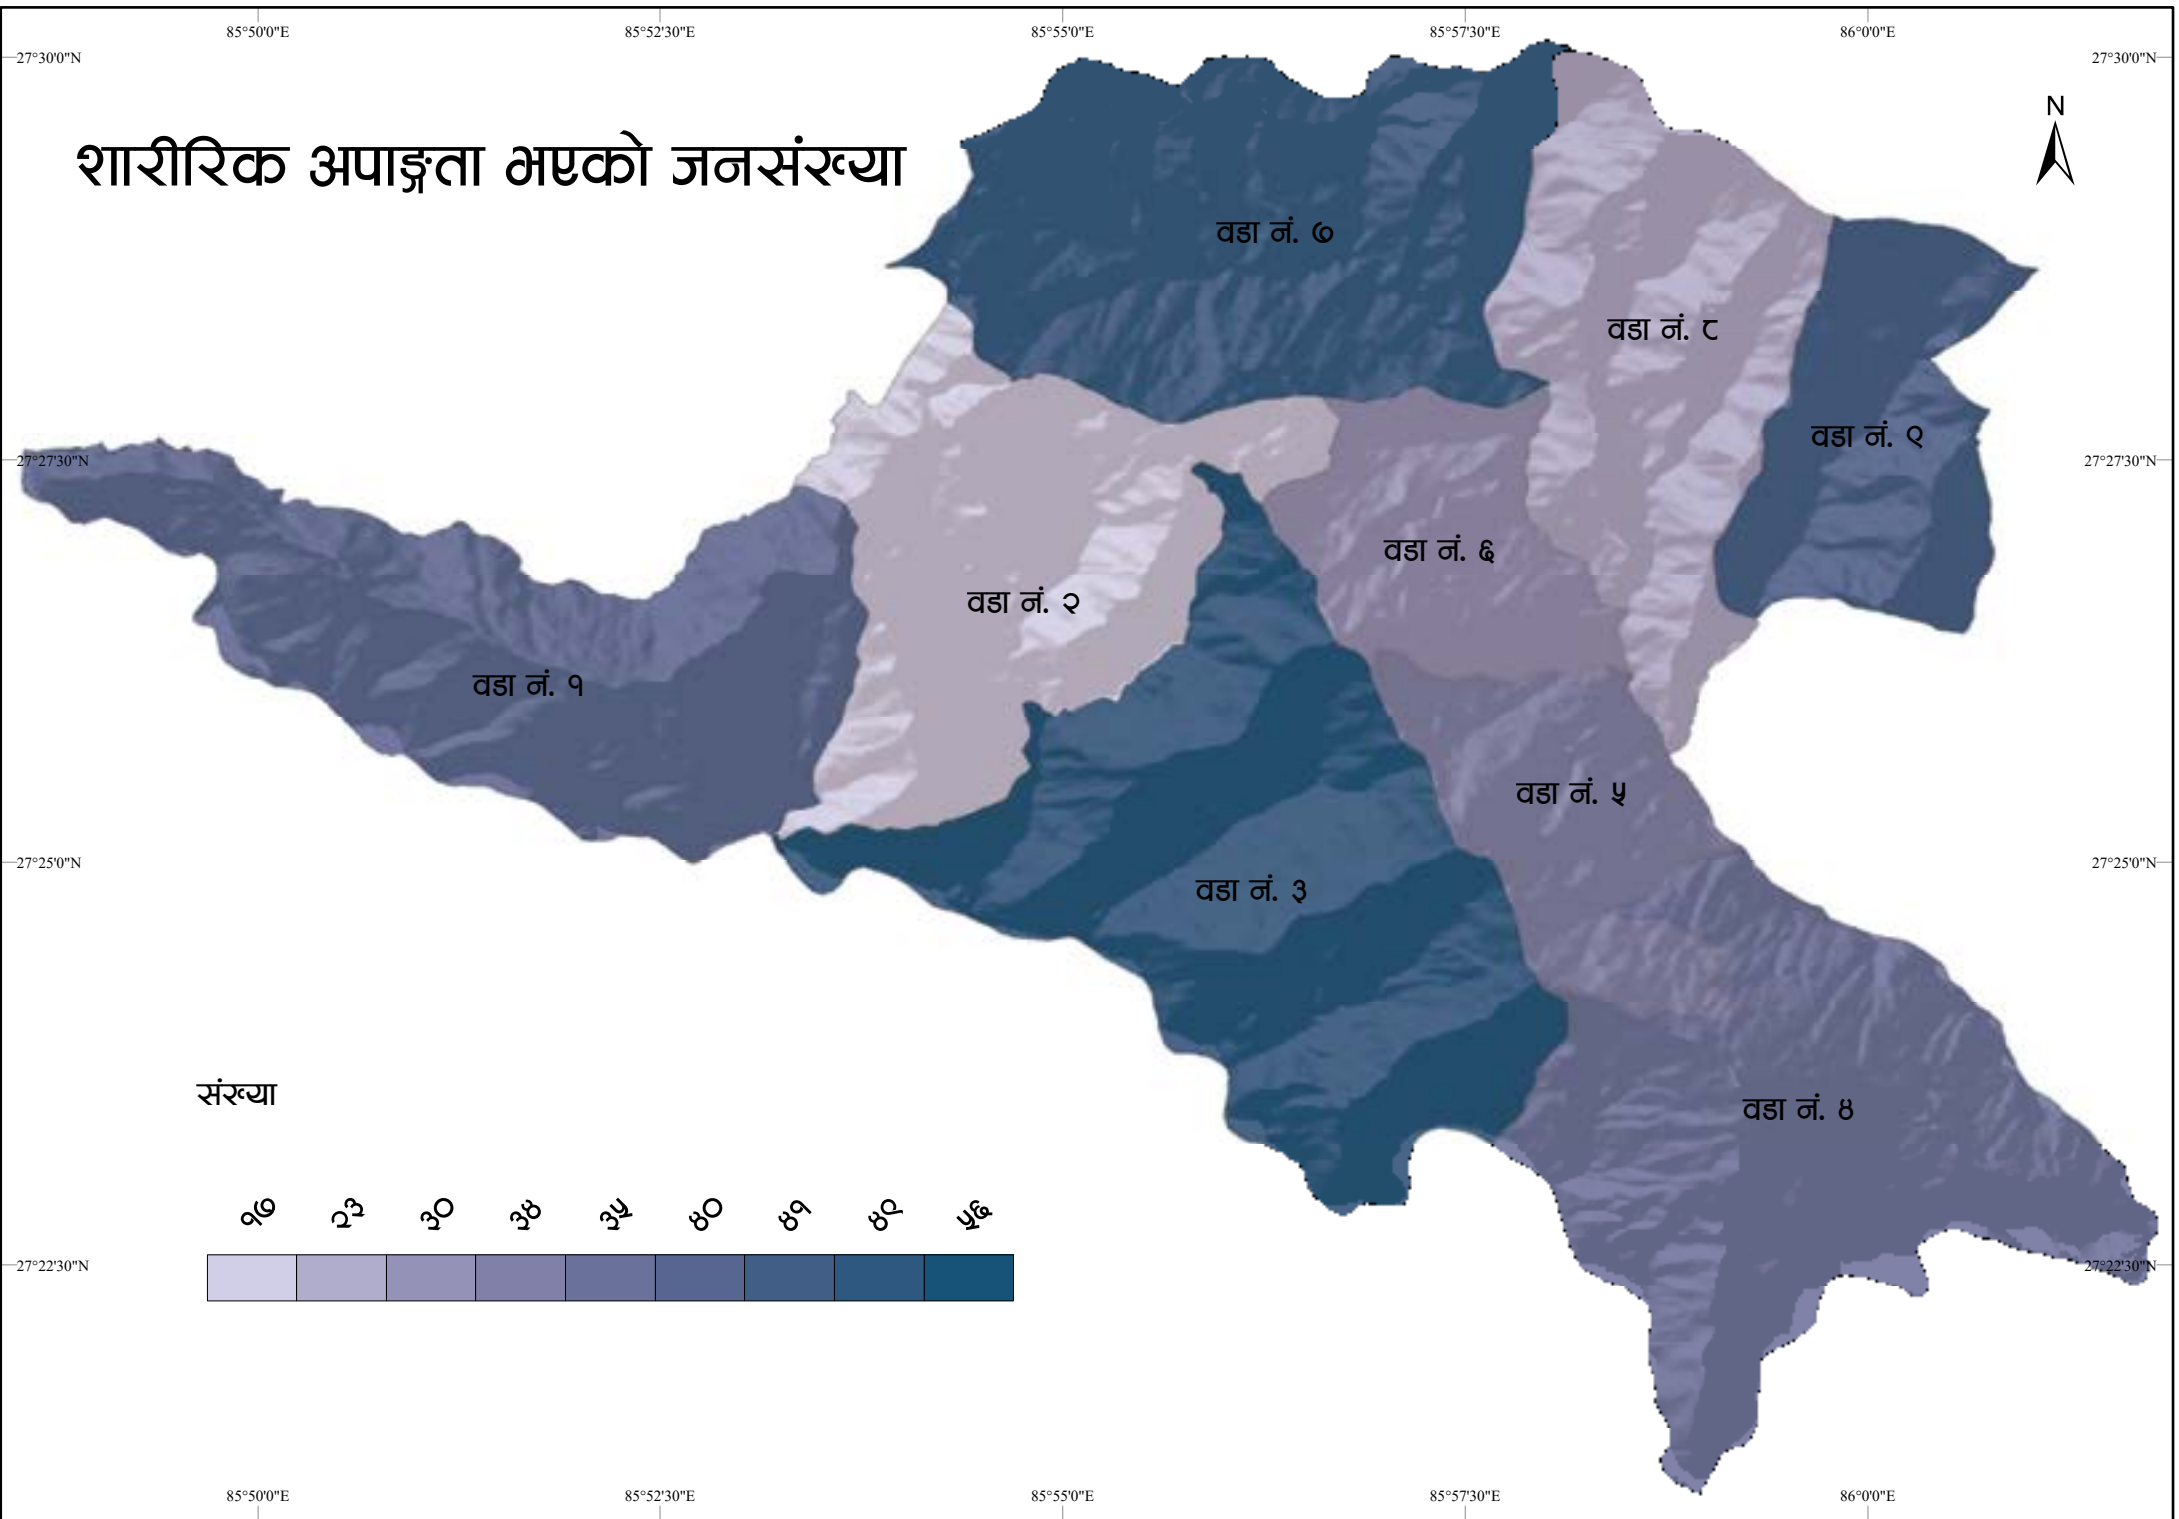 85°50'0"E 85°52'30"E 85°55'0"E 85°57'30"E 86°0'0"E
27°30'0"N 27°30'0"N
N
शारीरिक अपाङ्गता भएको जनसंख्या
वडा नं. ७
वडा नं. ८
वडा नं. ९
27°27'30"N 27°27'30"N
वडा नं. ६
वडा नं. २
वडा नं. १
वडा नं. ५
27°25'0"N 27°25'0"N
वडा नं. ३
संख्या
वडा नं. ४
१७ २३ ३० ३४ ३५ ४० ४१ ४९ ५६
27°22'30"N 27°22'30"N
85°50'0"E 85°52'30"E 85°55'0"E 85°57'30"E 86°0'0"E